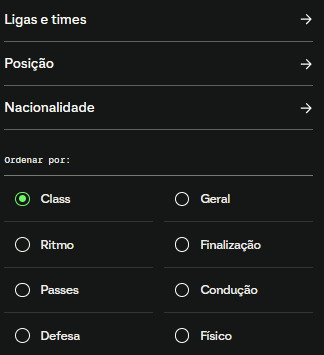 Ligas e times
Posição
Nacionalidade
Ordenar por:
Class
Geral
Ritmo
Finalização
Passes
Condução
Defesa
Físico